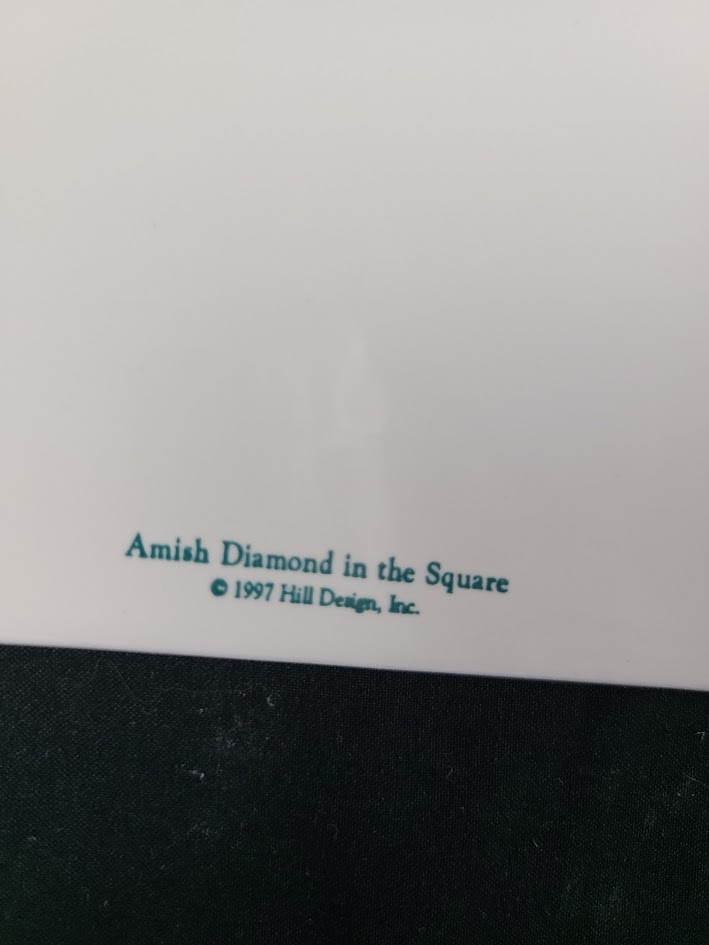 Amish Diamond in the Square
© 1997 Hill Design, Inc.